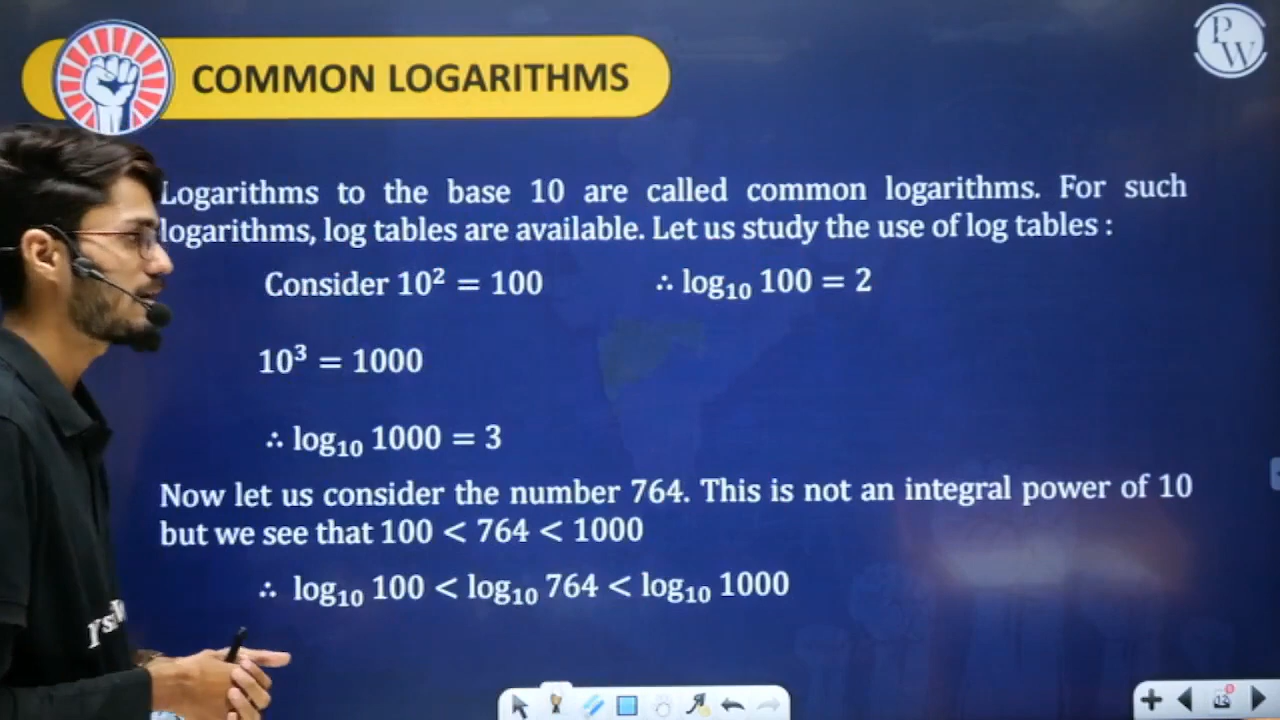 P
W
COMMON LOGARITHMS
Logarithms to the base 10 are called common logarithms. For such
logarithms, log tables are available. Let us study the use of log tables :
Consider 10² = 100 ∴ log₁₀ 100 = 2
10³ = 1000
∴ log₁₀ 1000 = 3
Now let us consider the number 764. This is not an integral power of 10
but we see that 100 < 764 < 1000
∴ log₁₀ 100 < log₁₀ 764 < log₁₀ 1000